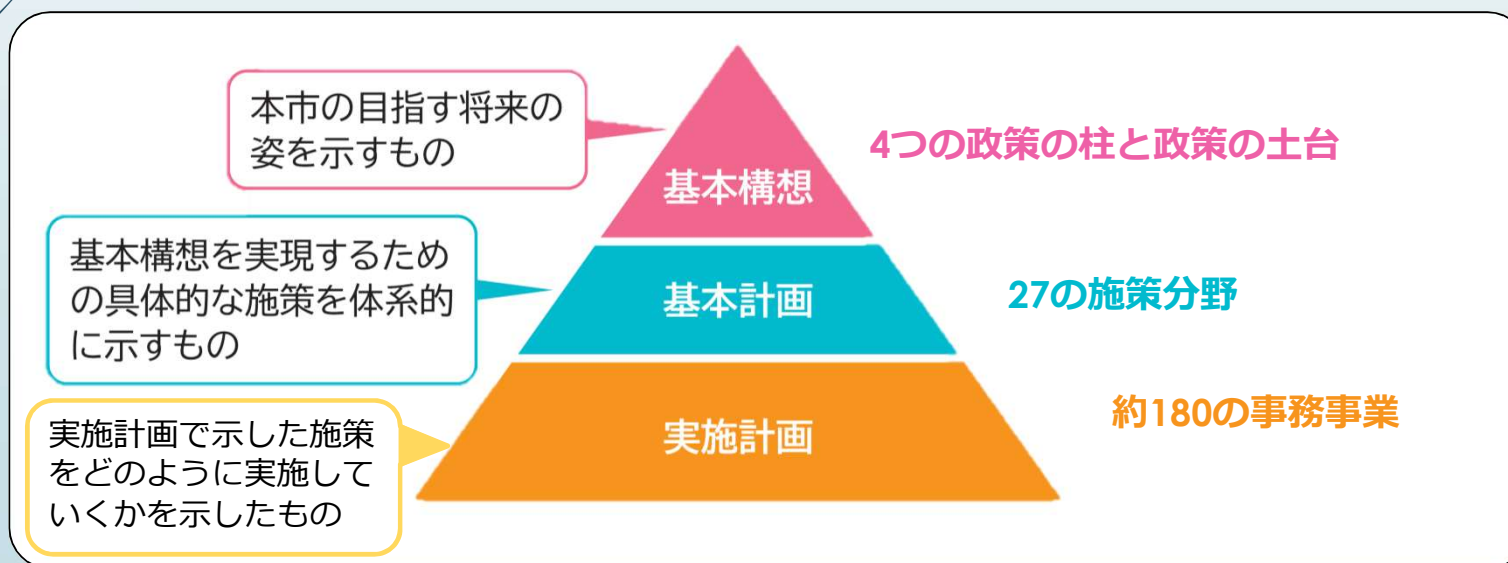 本市の目指す将来の
姿を示すもの
基本構想
4つの政策の柱と政策の土台
基本構想を実現するため
の具体的な施策を体系的
に示すもの
基本計画
27の施策分野
実施計画で示した施策
をどのように実施して
いくかを示したもの
実施計画
約180の事務事業